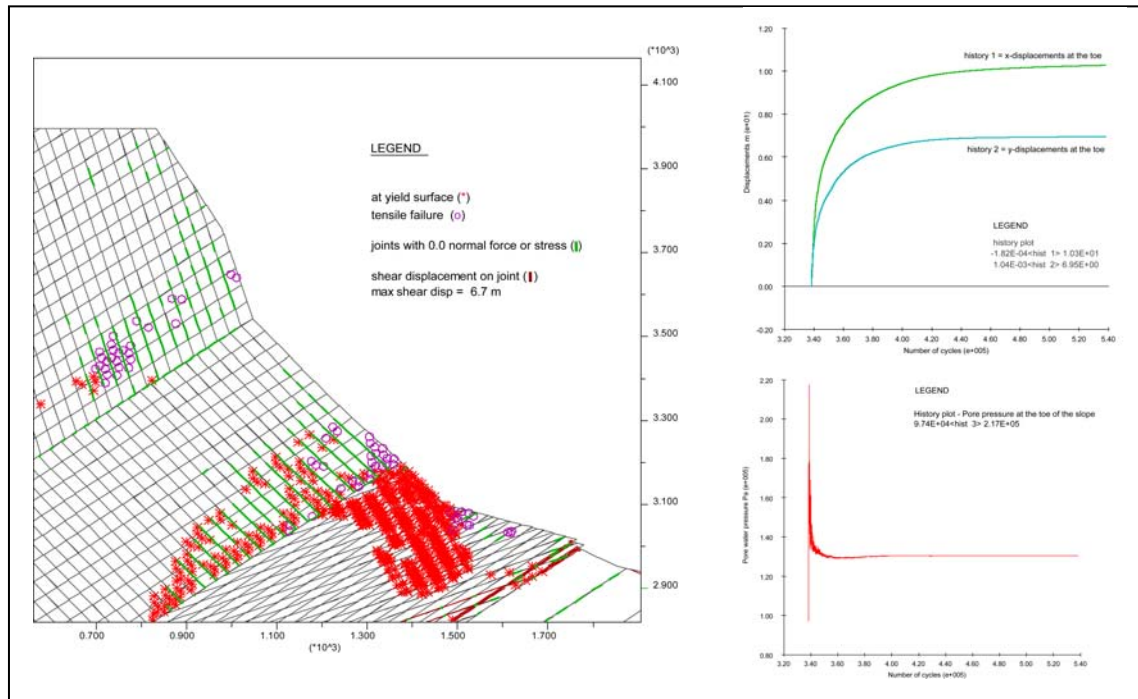 (*10^3)
4.100
3.900
3.700
3.500
3.300
3.100
2.900
0.700
0.900
1.100
1.300
1.500
1.700
(*10^3)
LEGEND
at yield surface (*)
tensile failure (o)
joints with 0.0 normal force or stress (|)
shear displacement on joint (|)
max shear disp = 6.7 m
1.20
1.00
0.80
0.60
0.40
0.20
0.00
-0.20
Displacements m (e+01)
history 1 = x-displacements at the toe
history 2 = y-displacements at the toe
LEGEND
history plot
-1.82E-04<hist 1> 1.03E+01
1.04E-03<hist 2> 6.95E+00
3.20 3.40 3.60 3.80 4.00 4.20 4.40 4.60 4.80 5.00 5.20 5.40
Number of cycles (e+005)
2.20
2.00
1.80
1.60
1.40
1.20
1.00
0.80
Pore water pressure Pa (e+005)
LEGEND
History plot - Pore pressure at the toe of the slope
9.74E+04<hist 3> 2.17E+05
3.20 3.40 3.60 3.80 4.00 4.20 4.40 4.60 4.80 5.00 5.20 5.40
Number of cycles (e+005)